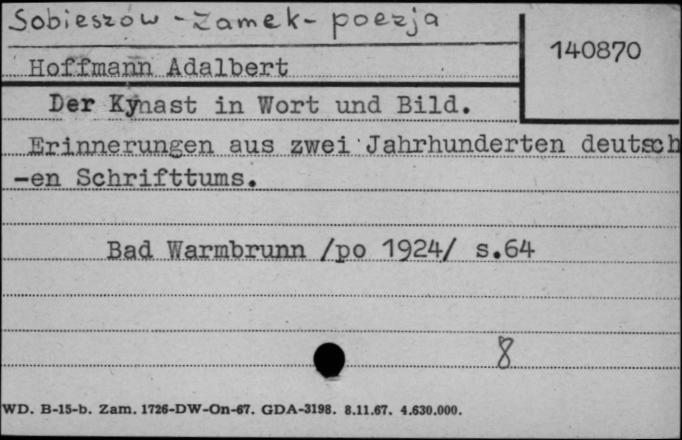 Sobieszow - Zamek - poezja
140870
Hoffmann Adalbert
Der Kynast in Wort und Bild.
Erinnerungen aus zwei Jahrhunderten deutsch
-en Schrifttums.
Bad Warmbrunn /po 1924/ s.64
8
WD. B-15-b. Zam. 1726-DW-On-67. GDA-3198. 8.11.67. 4.630.000.